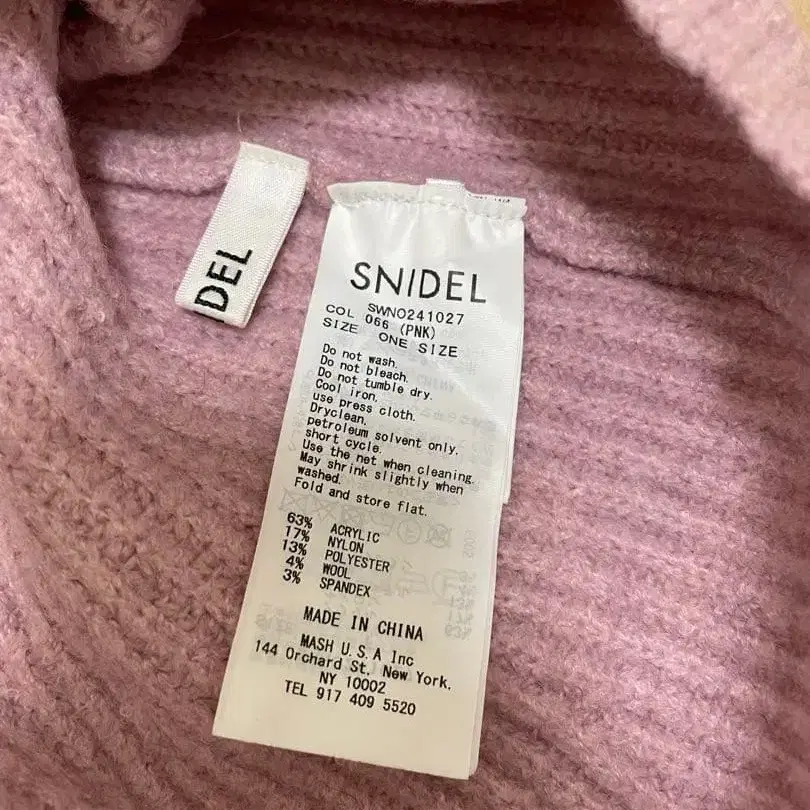 DEL
SNIDEL
SWNO241027
COL 066 (PNK)
SIZE ONE SIZE
Do not wash.
Do not bleach.
Do not tumble dry.
Cool iron.
use press cloth.
Dryclean.
petroleum solvent only.
short cycle.
Use the net when cleaning.
May shrink slightly when
washed.
Fold and store flat.
63% ACRYLIC
17% NYLON
13% POLYESTER
4% WOOL
3% SPANDEX
MADE IN CHINA
MASH U.S.A Inc
144 Orchard St, New York.
NY 10002
TEL 917 409 5520